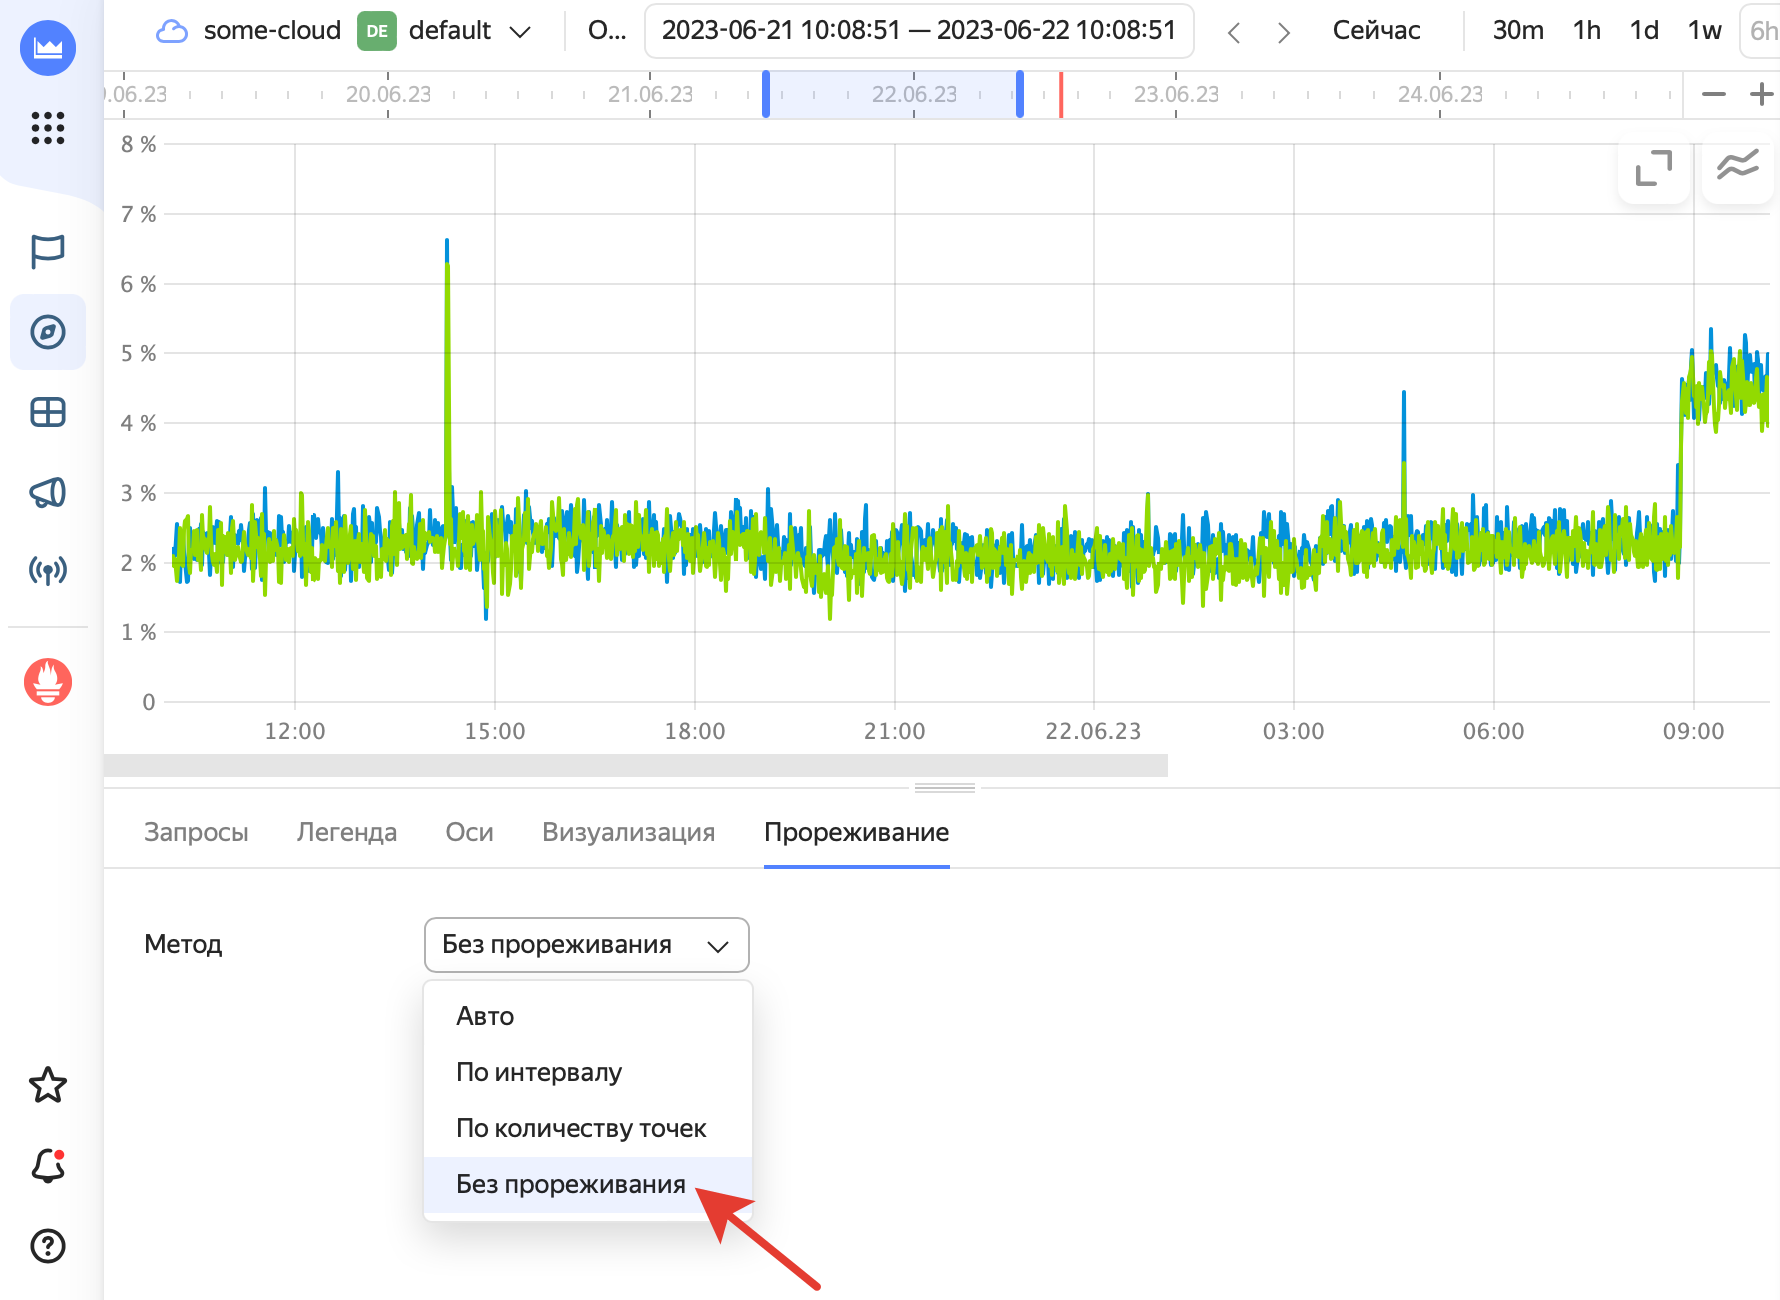 some-cloud DE default О... 2023-06-21 10:08:51 — 2023-06-22 10:08:51 Сейчас 30m 1h 1d 1w 6h
.06.23 20.06.23 21.06.23 22.06.23 23.06.23 24.06.23
8 %
7 %
6 %
5 %
4 %
3 %
2 %
1 %
0
12:00 15:00 18:00 21:00 22.06.23 03:00 06:00 09:00
Запросы Легенда Оси Визуализация Прореживание
Метод Без прореживания
Авто
По интервалу
По количеству точек
Без прореживания